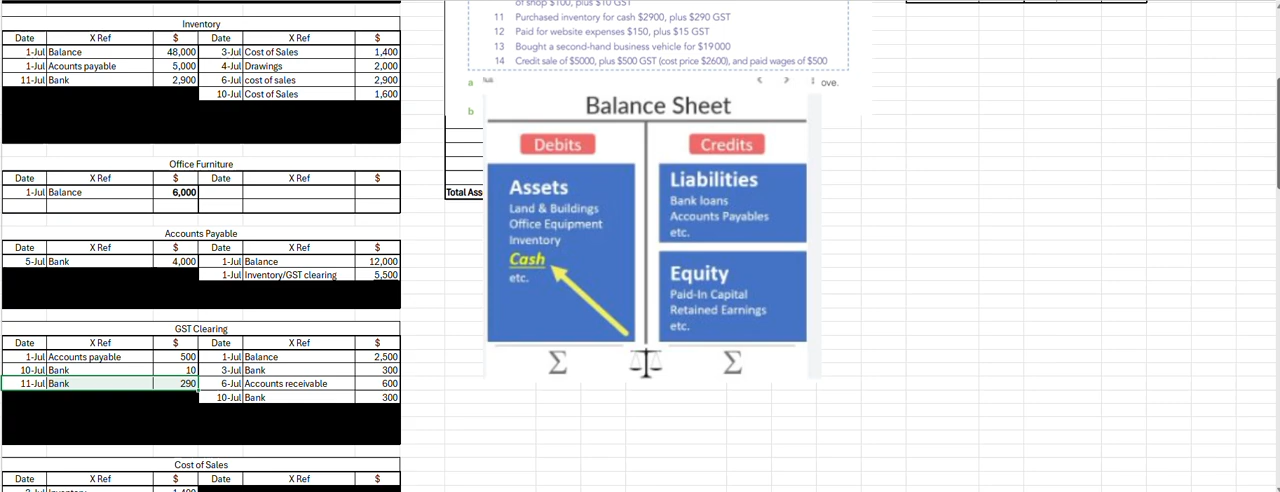 Inventory
Date X Ref $ Date X Ref $
1-Jul Balance 48,000 3-Jul Cost of Sales 1,400
1-Jul Acounts payable 5,000 4-Jul Drawings 2,000
11-Jul Bank 2,900 6-Jul cost of sales 2,900
10-Jul Cost of Sales 1,600
Office Furniture
Date X Ref $ Date X Ref $
1-Jul Balance 6,000
Accounts Payable
Date X Ref $ Date X Ref $
5-Jul Bank 4,000 1-Jul Balance 12,000
1-Jul Inventory/GST clearing 5,500
GST Clearing
Date X Ref $ Date X Ref $
1-Jul Accounts payable 500 1-Jul Balance 2,500
10-Jul Bank 10 3-Jul Bank 300
11-Jul Bank 290 6-Jul Accounts receivable 600
10-Jul Bank 300
Cost of Sales
Date X Ref $ Date X Ref $
of shop $100, plus $10 GST
11 Purchased inventory for cash $2900, plus $290 GST
12 Paid for website expenses $150, plus $15 GST
13 Bought a second-hand business vehicle for $19000
14 Credit sale of $5000, plus $500 GST (cost price $2600), and paid wages of $500
a ove.
b
Total Ass
Balance Sheet
Debits
Credits
Assets
Land & Buildings
Office Equipment
Inventory
Cash
etc.
Liabilities
Bank loans
Accounts Payables
etc.
Equity
Paid-In Capital
Retained Earnings
etc.
Σ Σ